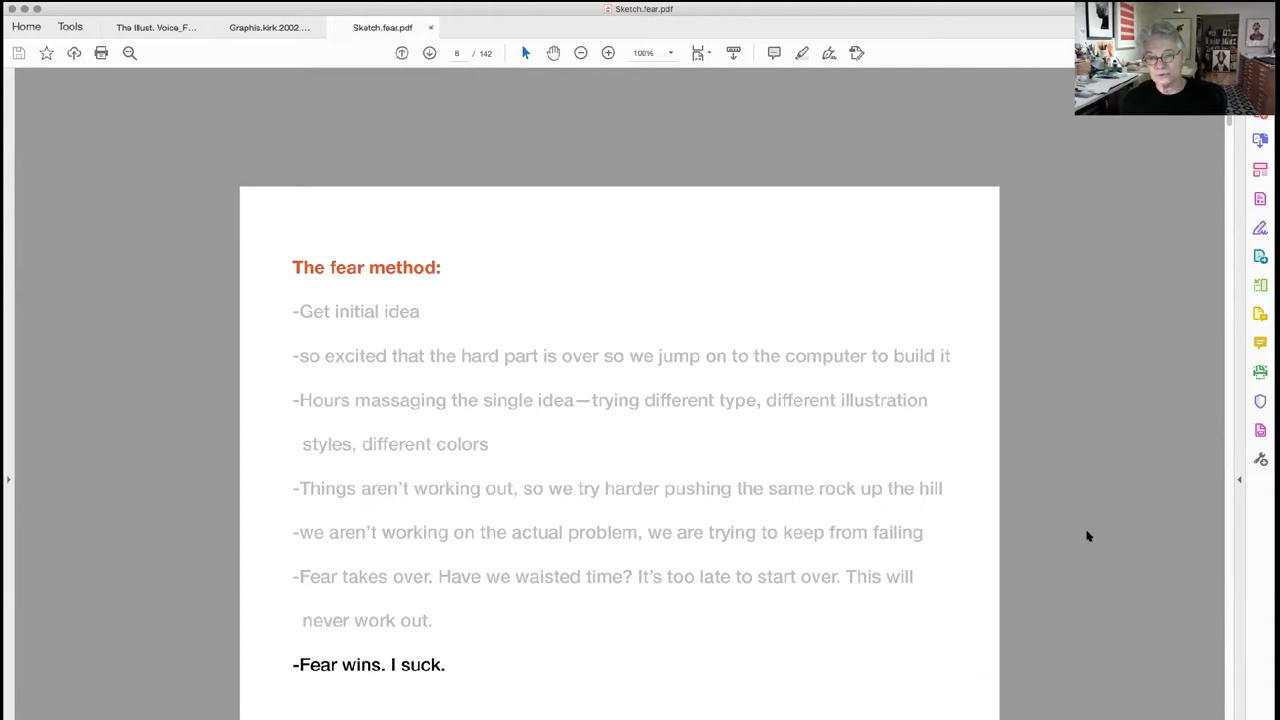 Sketch.fear.pdf
Home Tools The Illust. Voice_F... Graphis.kirk.2002.... Sketch.fear.pdf ×
8 / 142 100%
The fear method:
-Get initial idea
-so excited that the hard part is over so we jump on to the computer to build it
-Hours massaging the single idea—trying different type, different illustration
styles, different colors
-Things aren't working out, so we try harder pushing the same rock up the hill
-we aren't working on the actual problem, we are trying to keep from failing
-Fear takes over. Have we waisted time? It's too late to start over. This will
never work out.
-Fear wins. I suck.